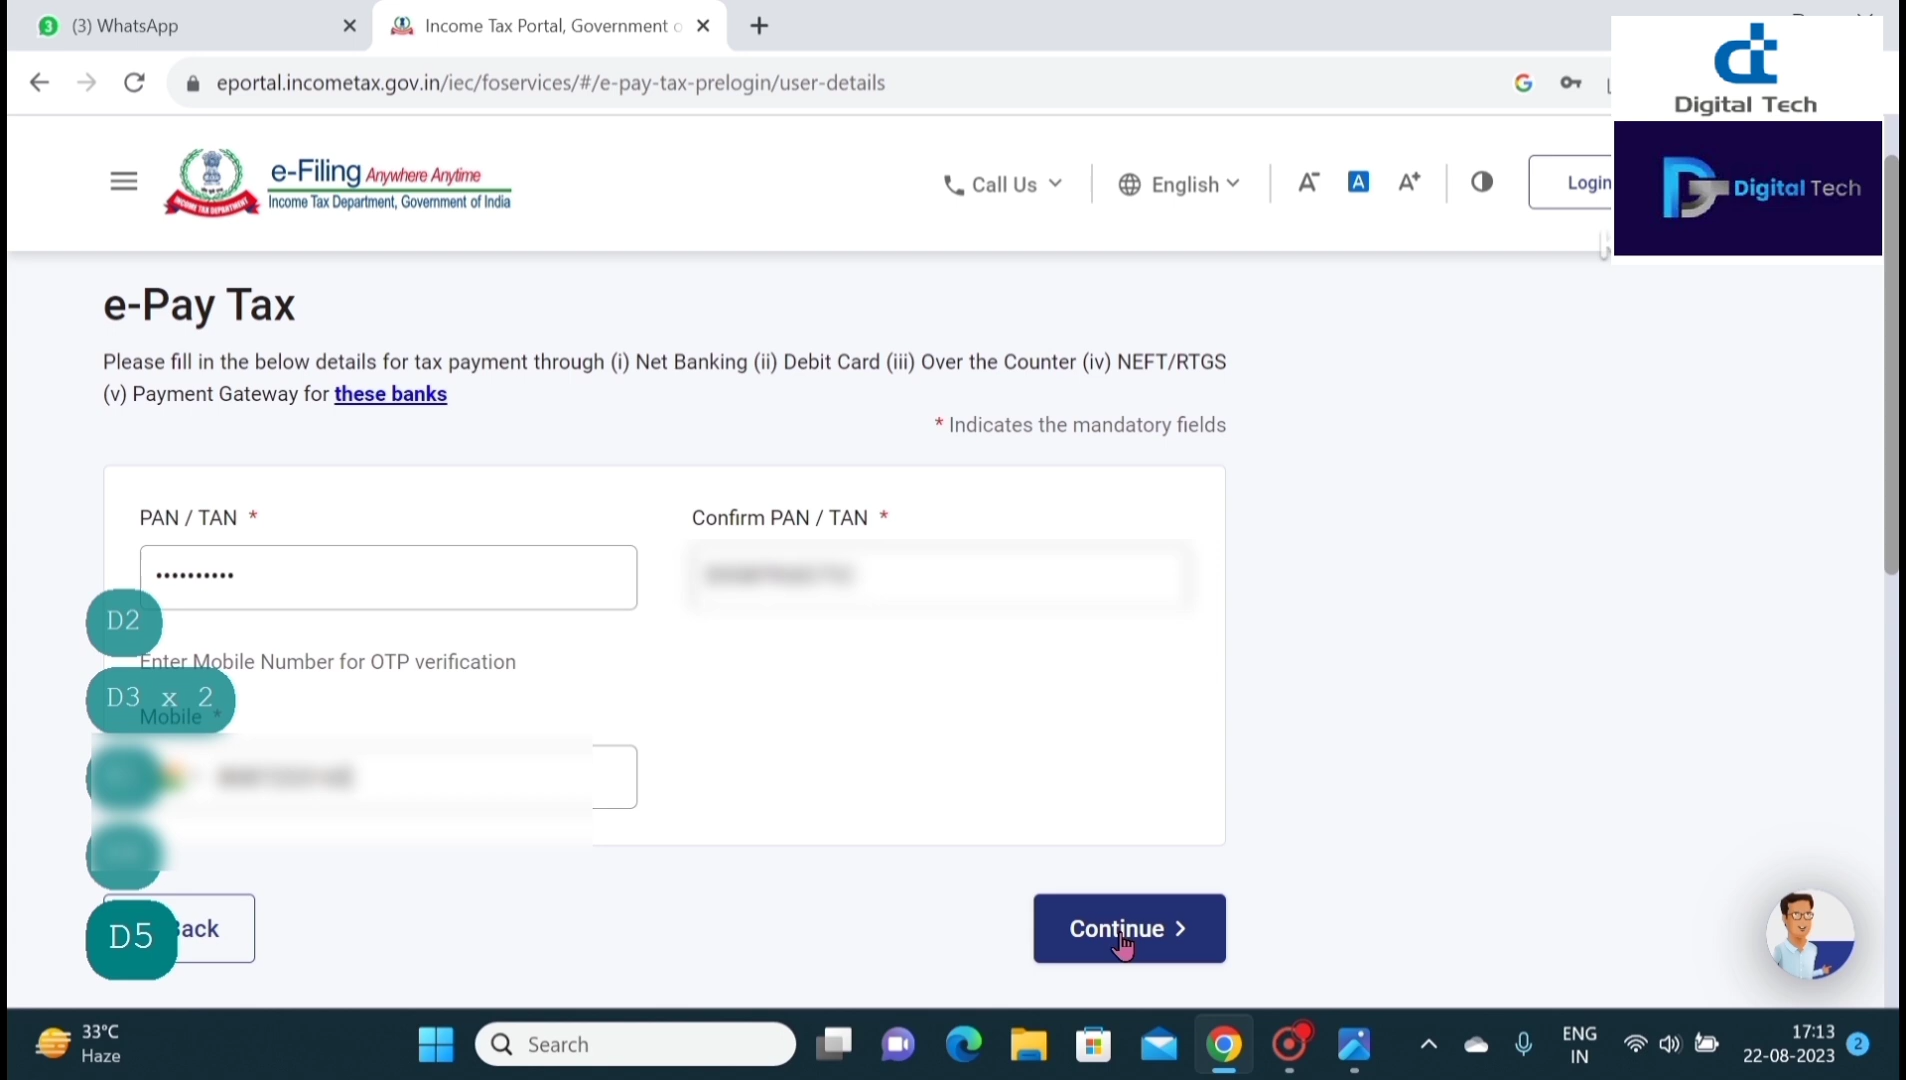 (3) WhatsApp
Income Tax Portal, Government o
eportal.incometax.gov.in/iec/foservices/#/e-pay-tax-prelogin/user-details
Digital Tech
e-Filing Anywhere Anytime
Income Tax Department, Government of India
Call Us
English
A-
A
A+
Login
Digital Tech
e-Pay Tax
Please fill in the below details for tax payment through (i) Net Banking (ii) Debit Card (iii) Over the Counter (iv) NEFT/RTGS
(v) Payment Gateway for these banks
* Indicates the mandatory fields
PAN / TAN *
Confirm PAN / TAN *
••••••••••
D2
Enter Mobile Number for OTP verification
D3 x 2
Mobile *
D5
ack
Continue >
33°C
Haze
Search
ENG
IN
17:13
22-08-2023
2